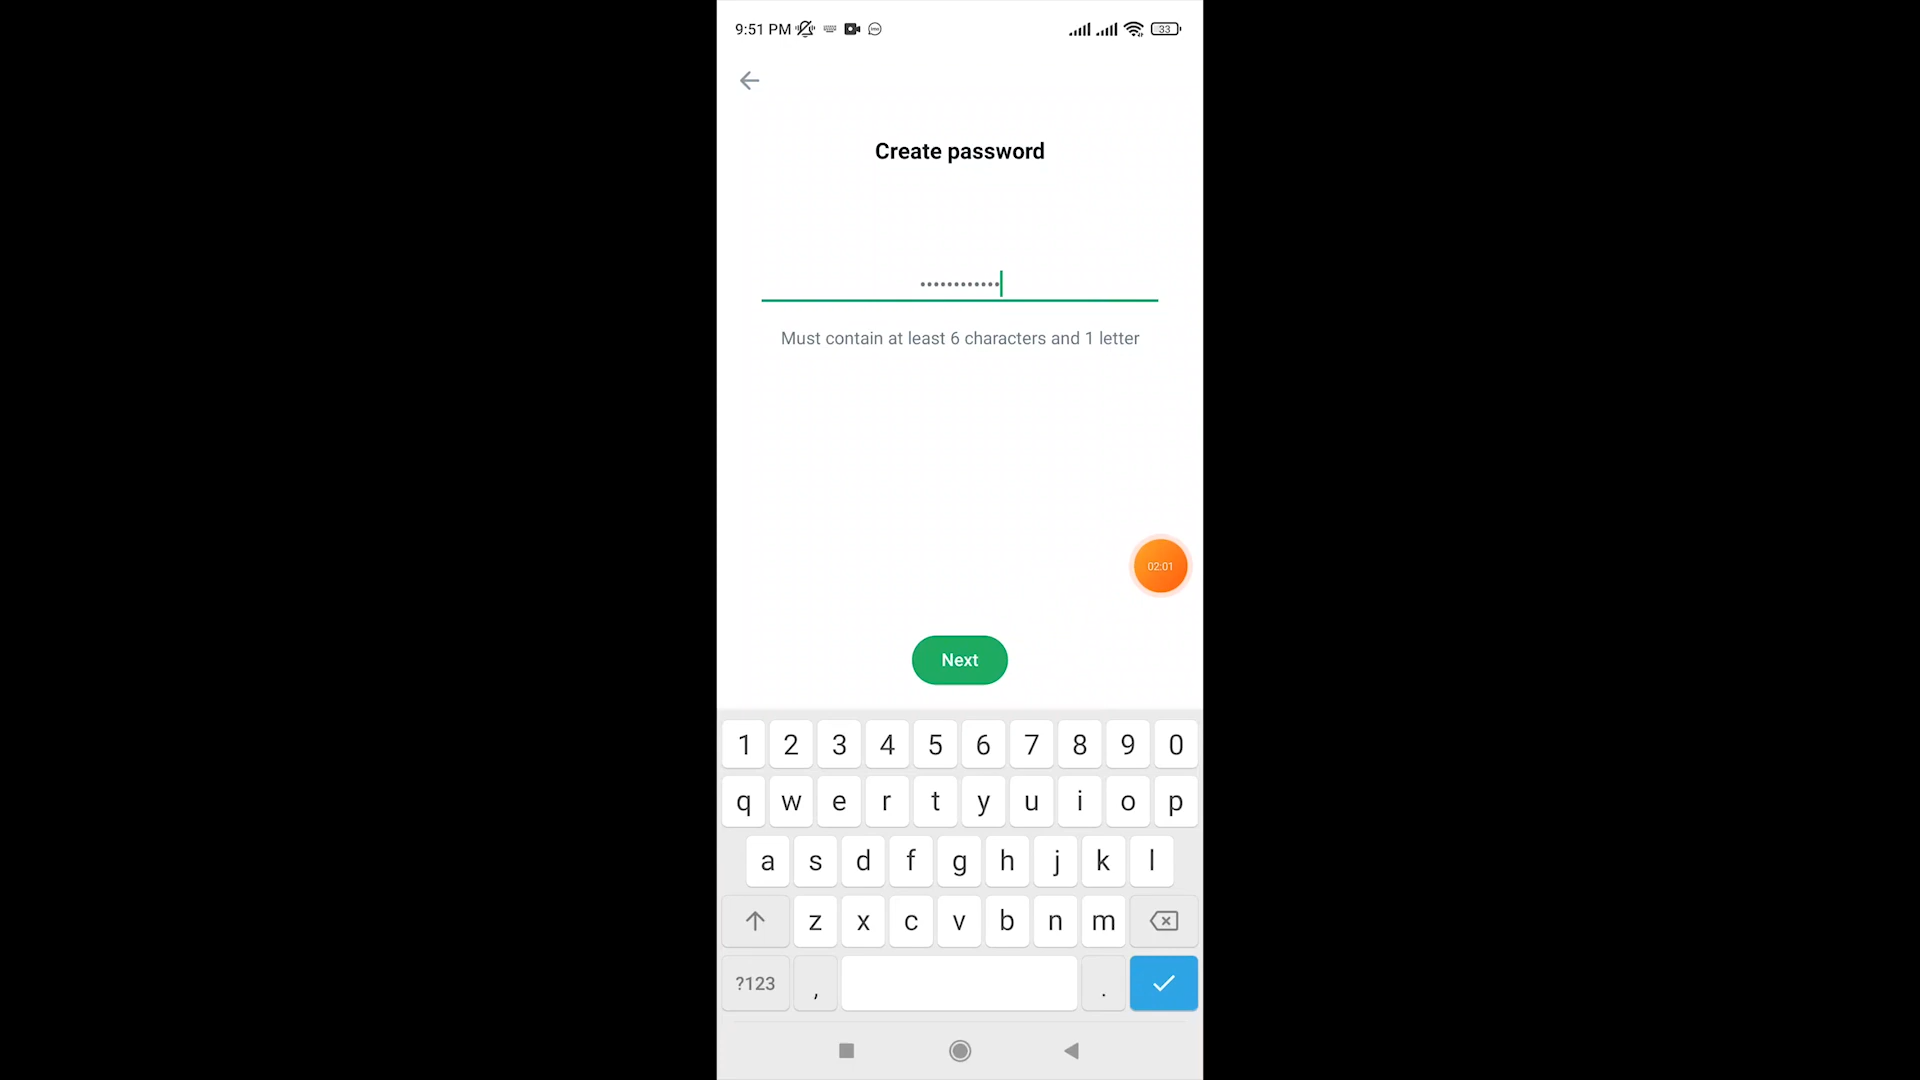 9:51 PM
33
Create password
••••••••••••
Must contain at least 6 characters and 1 letter
02:01
Next
1 2 3 4 5 6 7 8 9 0
q w e r t y u i o p
a s d f g h j k l
z x c v b n m
?123 , .